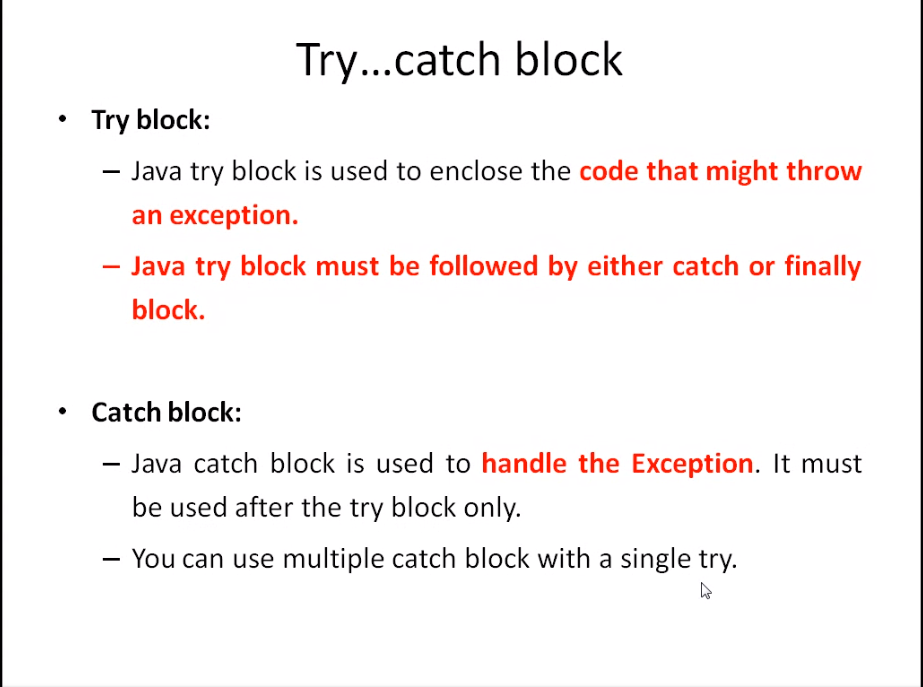 Try...catch block
• Try block:
– Java try block is used to enclose the code that might throw
an exception.
– Java try block must be followed by either catch or finally
block.
• Catch block:
– Java catch block is used to handle the Exception. It must
be used after the try block only.
– You can use multiple catch block with a single try.